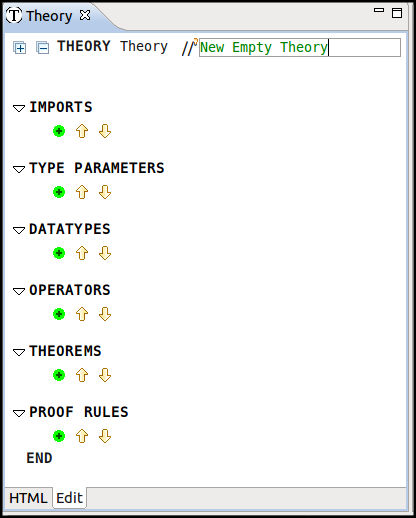 Theory
THEORY Theory //New Empty Theory
IMPORTS
TYPE PARAMETERS
DATATYPES
OPERATORS
THEOREMS
PROOF RULES
END
HTML Edit